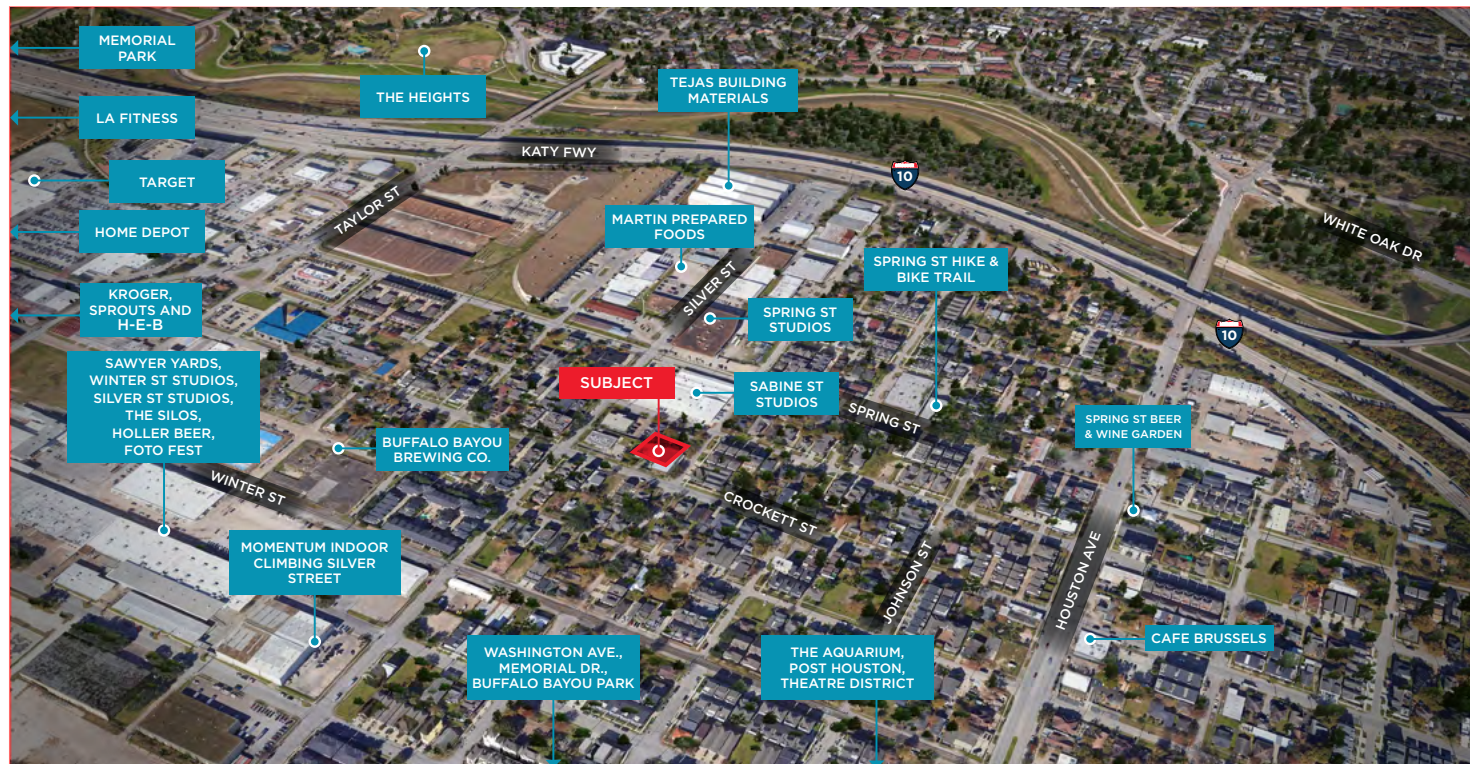 MEMORIAL
PARK
THE HEIGHTS
TEJAS BUILDING
MATERIALS
LA FITNESS
KATY FWY
10
TARGET
TAYLOR ST
MARTIN PREPARED
FOODS
HOME DEPOT
WHITE OAK DR
SPRING ST HIKE &
BIKE TRAIL
SILVER ST
KROGER,
SPROUTS AND
H-E-B
SPRING ST
STUDIOS
10
SAWYER YARDS,
WINTER ST STUDIOS,
SILVER ST STUDIOS,
THE SILOS,
HOLLER BEER,
FOTO FEST
SUBJECT
SABINE ST
STUDIOS
SPRING ST
SPRING ST BEER
& WINE GARDEN
BUFFALO BAYOU
BREWING CO.
WINTER ST
CROCKETT ST
MOMENTUM INDOOR
CLIMBING SILVER
STREET
JOHNSON ST
HOUSTON AVE
CAFE BRUSSELS
WASHINGTON AVE.,
MEMORIAL DR.,
BUFFALO BAYOU PARK
THE AQUARIUM,
POST HOUSTON,
THEATRE DISTRICT